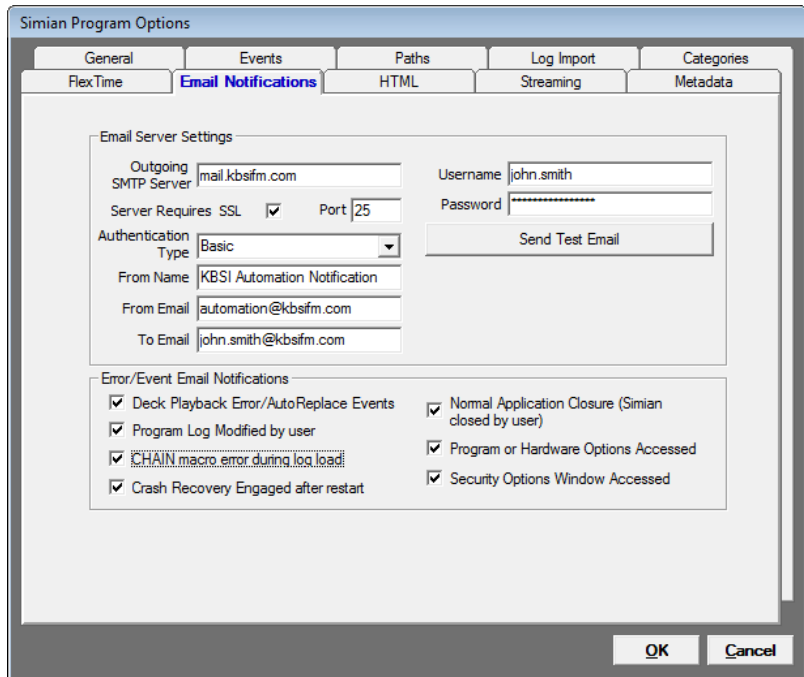 Simian Program Options
General
Events
Paths
Log Import
Categories
FlexTime
Email Notifications
HTML
Streaming
Metadata
Email Server Settings
Outgoing
SMTP Server
mail.kbsifm.com
Server Requires SSL
Port
25
Authentication
Type
Basic
From Name
KBSI Automation Notification
From Email
automation@kbsifm.com
To Email
john.smith@kbsifm.com
Username
john.smith
Password
****************
Send Test Email
Error/Event Email Notifications
Deck Playback Error/AutoReplace Events
Program Log Modified by user
CHAIN macro error during log load
Crash Recovery Engaged after restart
Normal Application Closure (Simian
closed by user)
Program or Hardware Options Accessed
Security Options Window Accessed
OK
Cancel